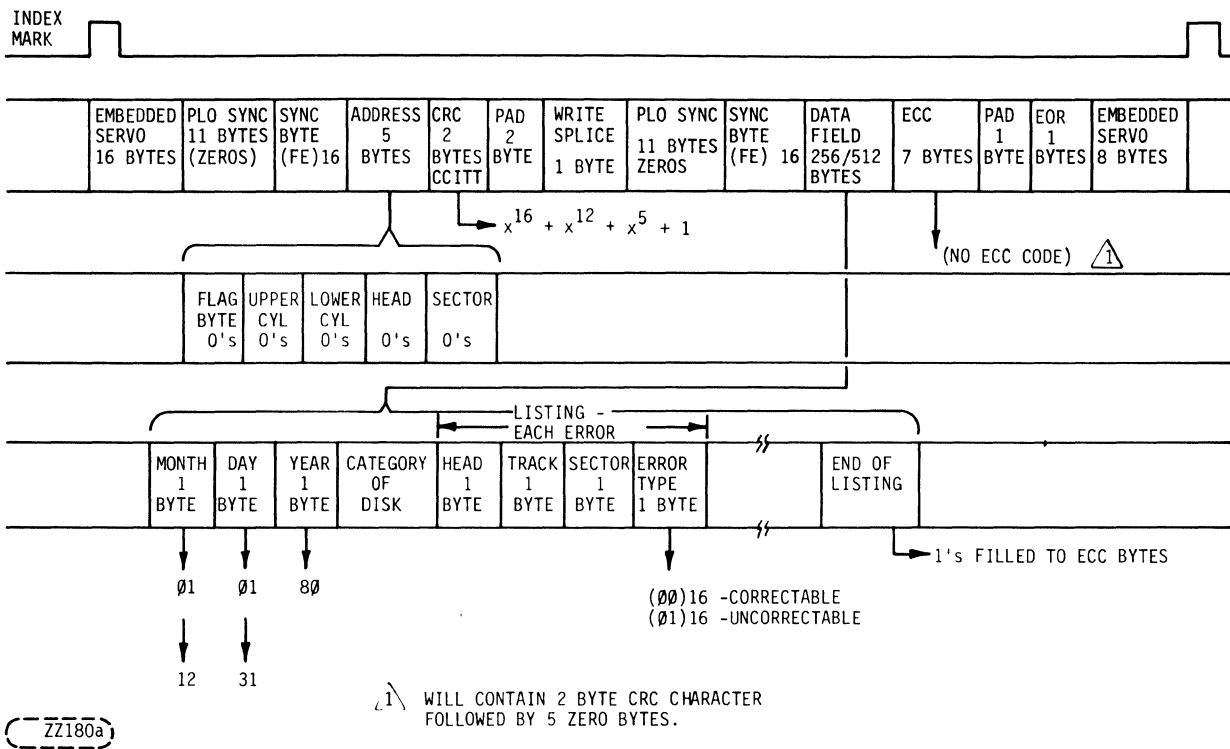 INDEX
MARK
EMBEDDED
SERVO
16 BYTES
PLO SYNC
11 BYTES
(ZEROS)
SYNC
BYTE
(FE)16
ADDRESS
5
BYTES
CRC
2
BYTES
CCITT
PAD
2
BYTE
WRITE
SPLICE
1 BYTE
PLO SYNC
11 BYTES
ZEROS
SYNC
BYTE
(FE) 16
DATA
FIELD
256/512
BYTES
ECC
7 BYTES
PAD
1
BYTE
EOR
1
BYTES
EMBEDDED
SERVO
8 BYTES
x16 + x12 + x5 + 1
(NO ECC CODE) 1
FLAG
BYTE
0's
UPPER
CYL
0's
LOWER
CYL
0's
HEAD
0's
SECTOR
0's
LISTING -
EACH ERROR
MONTH
1
BYTE
DAY
1
BYTE
YEAR
1
BYTE
CATEGORY
OF
DISK
HEAD
1
BYTE
TRACK
1
BYTE
SECTOR
1
BYTE
ERROR
TYPE
1 BYTE
END OF
LISTING
1's FILLED TO ECC BYTES
Ø1
Ø1
8Ø
(ØØ)16 -CORRECTABLE
(Ø1)16 -UNCORRECTABLE
12
31
1 WILL CONTAIN 2 BYTE CRC CHARACTER
FOLLOWED BY 5 ZERO BYTES.
ZZ180a